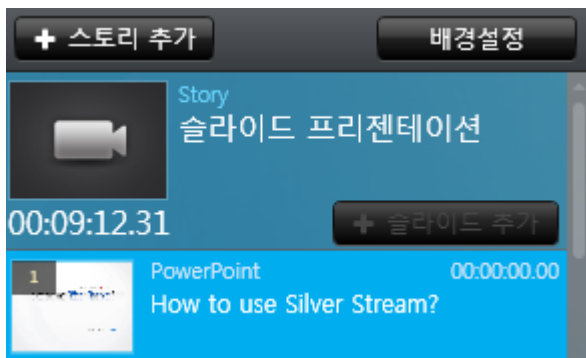 + 스토리 추가
배경설정
Story
슬라이드 프리젠테이션
00:09:12.31
+ 슬라이드 추가
1
PowerPoint
00:00:00.00
How to use Silver Stream?